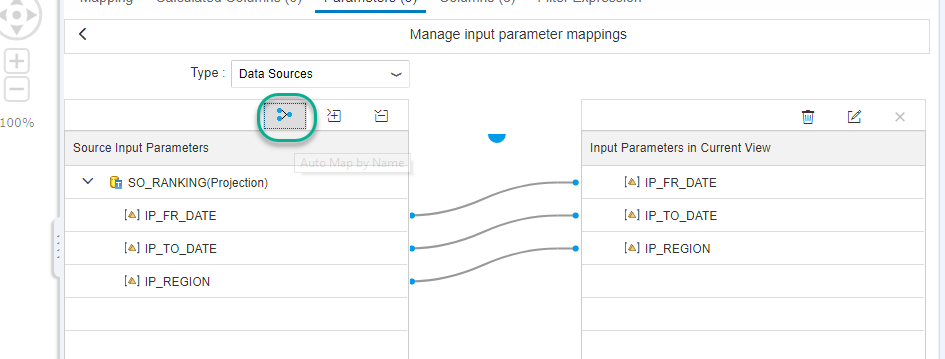 Mapping Calculated Columns (0) Parameters (3) Columns (5) Filter Expression
Manage input parameter mappings
Type : Data Sources
100%
Source Input Parameters
Input Parameters in Current View
Auto Map by Name
SO_RANKING(Projection)
IP_FR_DATE
IP_FR_DATE
IP_TO_DATE
IP_TO_DATE
IP_REGION
IP_REGION